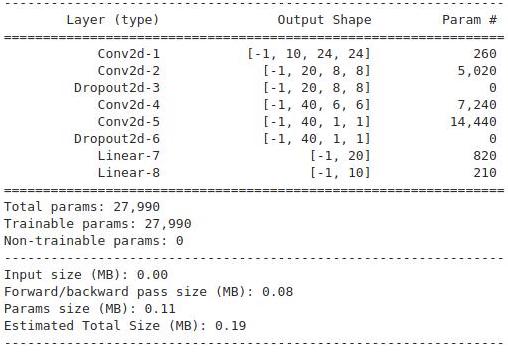 ----------------------------------------------------------------
Layer (type) Output Shape Param #
================================================================
Conv2d-1 [-1, 10, 24, 24] 260
Conv2d-2 [-1, 20, 8, 8] 5,020
Dropout2d-3 [-1, 20, 8, 8] 0
Conv2d-4 [-1, 40, 6, 6] 7,240
Conv2d-5 [-1, 40, 1, 1] 14,440
Dropout2d-6 [-1, 40, 1, 1] 0
Linear-7 [-1, 20] 820
Linear-8 [-1, 10] 210
================================================================
Total params: 27,990
Trainable params: 27,990
Non-trainable params: 0
----------------------------------------------------------------
Input size (MB): 0.00
Forward/backward pass size (MB): 0.08
Params size (MB): 0.11
Estimated Total Size (MB): 0.19
----------------------------------------------------------------